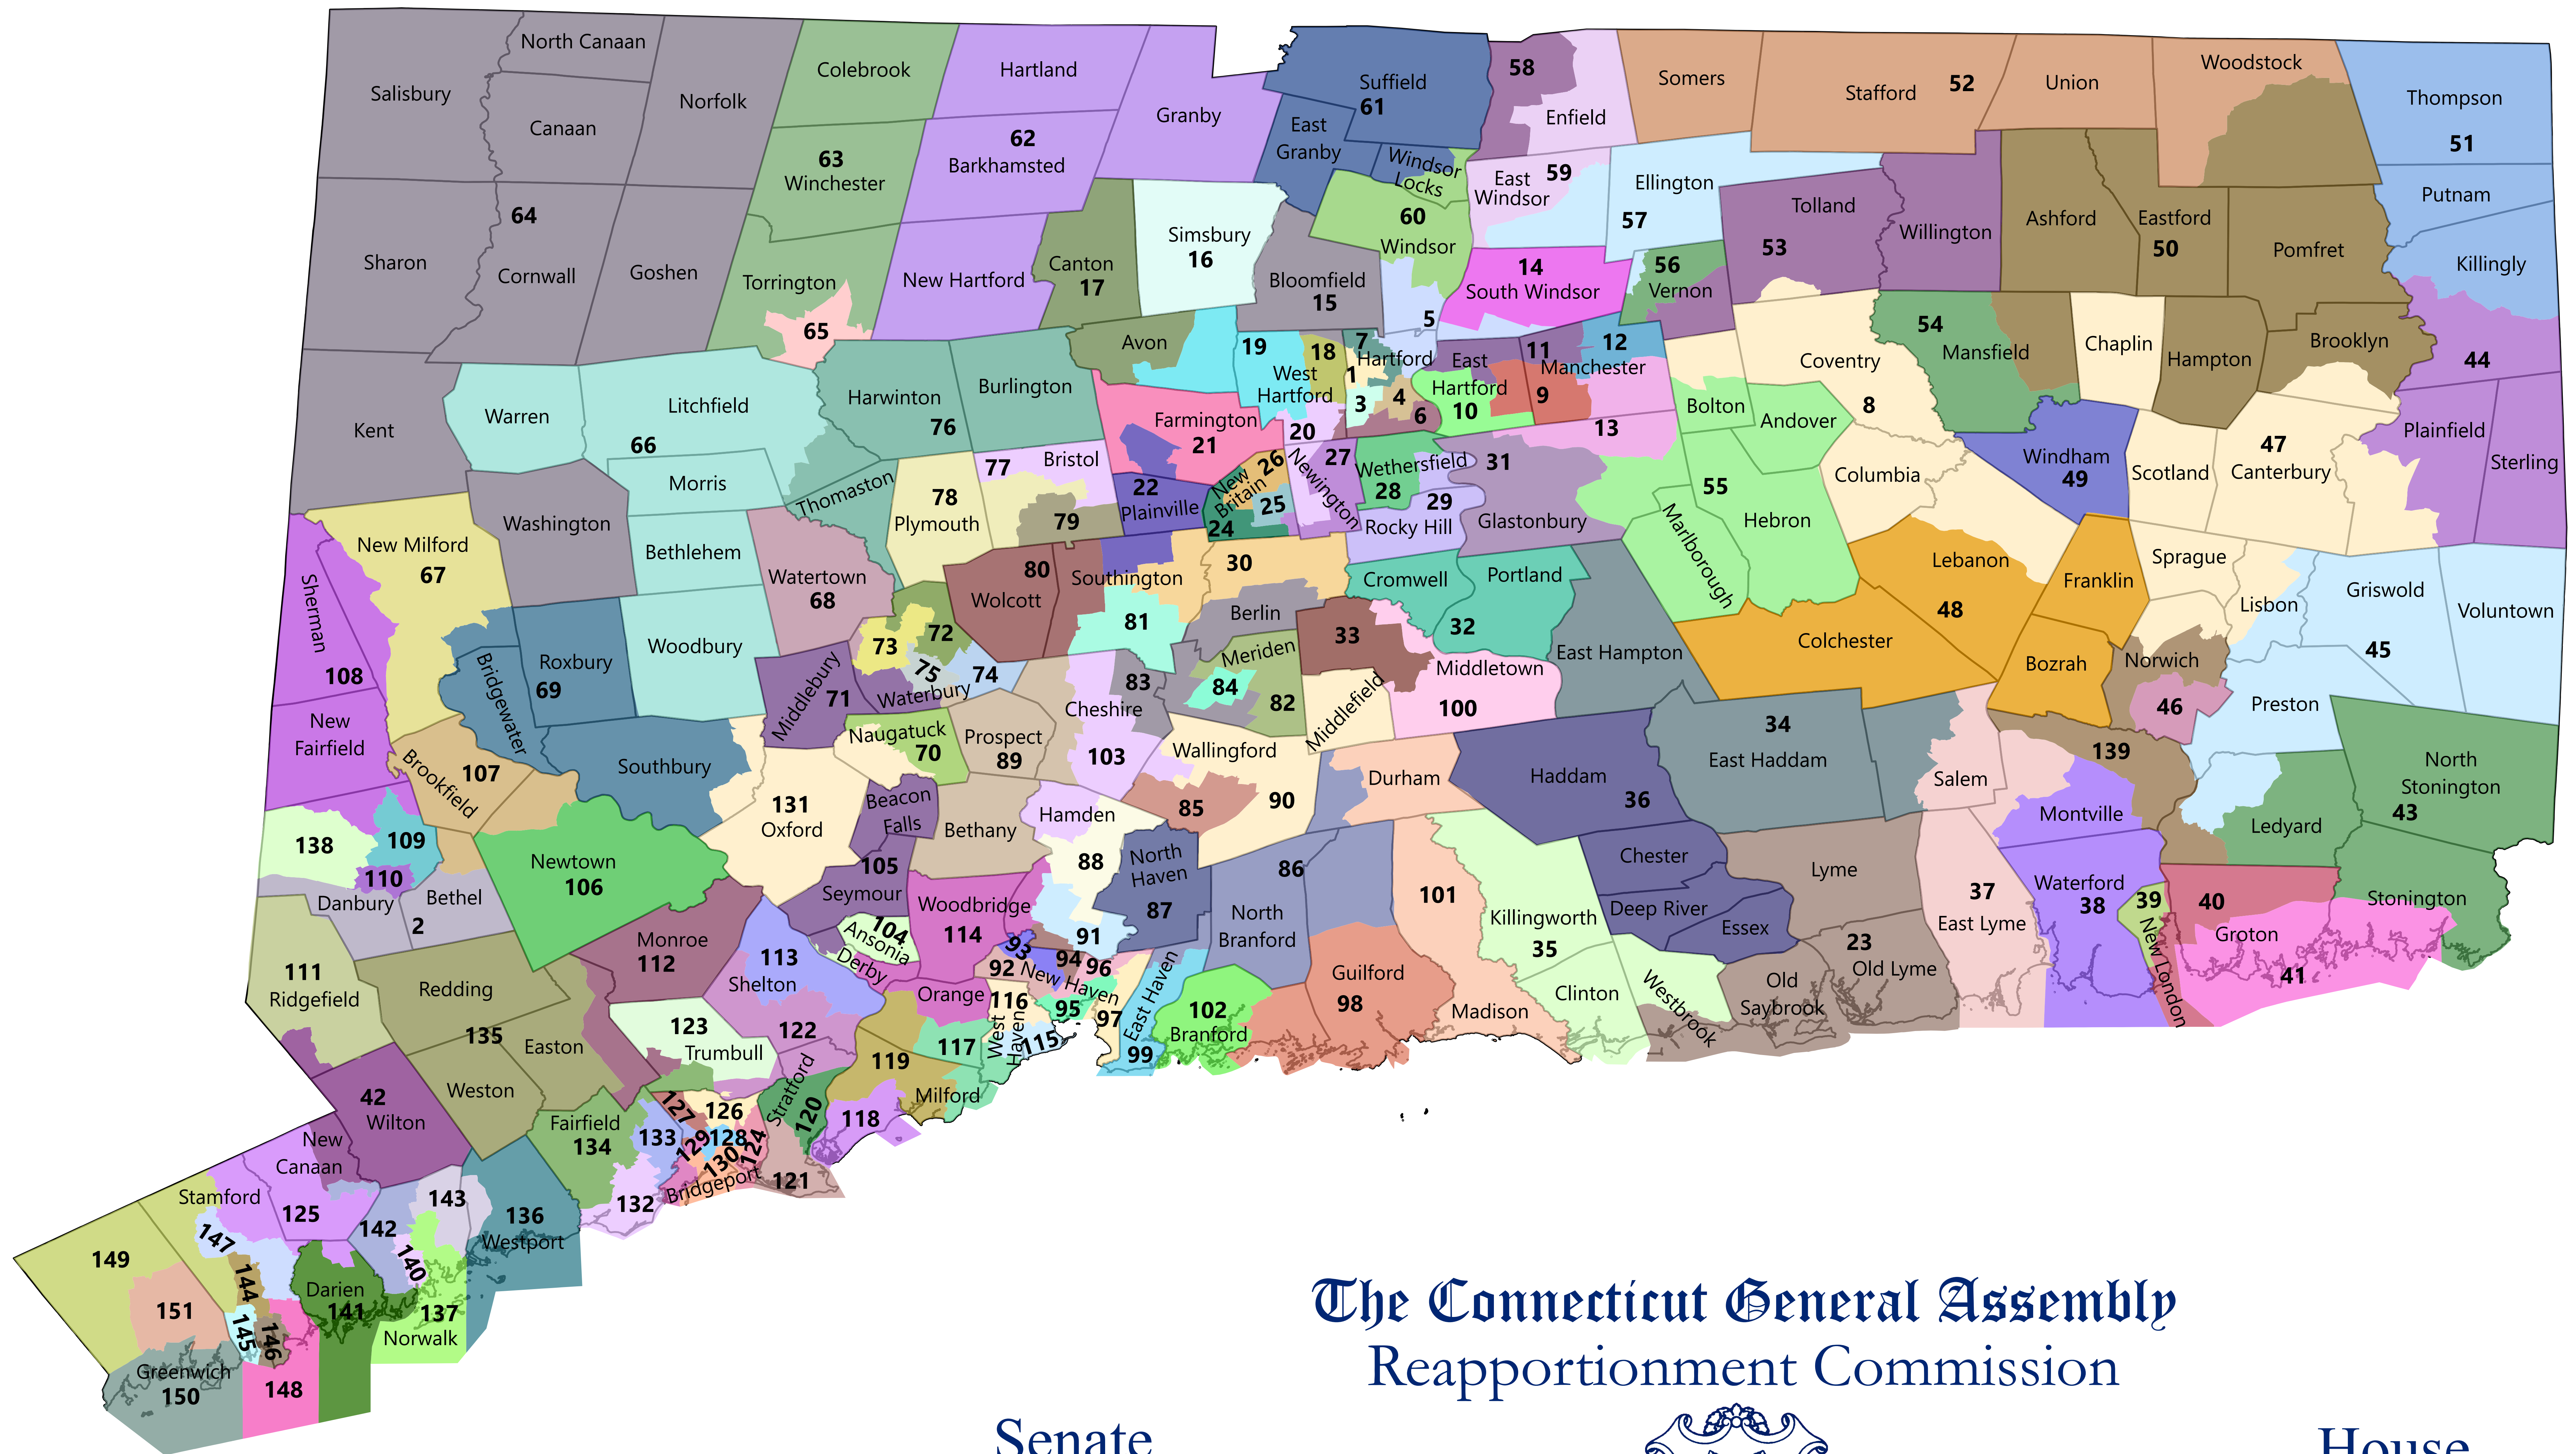 North Canaan
Colebrook
Hartland
Suffield
61
58
Somers
Stafford
52
Union
Woodstock
Salisbury
Norfolk
Granby
Thompson
51
Canaan
62
Barkhamsted
East
Granby
Enfield
63
Winchester
Windsor
Locks
East
Windsor
59
Ellington
57
Putnam
64
60
Windsor
Tolland
53
Willington
Ashford
Eastford
50
Pomfret
Killingly
Sharon
Cornwall
Goshen
Torrington
New Hartford
Canton
17
Simsbury
16
Bloomfield
15
14
South Windsor
56
Vernon
65
5
Avon
19
18
7
Hartford
1
11
12
Manchester
East
Hartford
10
9
54
Mansfield
Chaplin
Hampton
Brooklyn
44
Coventry
8
Kent
Warren
Litchfield
66
Harwinton
76
Burlington
Farmington
21
West
Hartford
3
4
6
20
13
Bolton
Andover
47
Canterbury
Plainfield
Sterling
Morris
Thomaston
77
Bristol
22
Plainville
26
New
Britain
25
24
Newington
27
Wethersfield
28
31
29
Rocky Hill
Glastonbury
55
Hebron
Marlborough
Columbia
Windham
49
Scotland
Washington
78
Plymouth
79
New Milford
67
Bethlehem
Watertown
68
80
Wolcott
Southington
30
Cromwell
Portland
Lebanon
48
Franklin
Sprague
Lisbon
Griswold
45
Voluntown
Sherman
108
Bridgewater
Roxbury
69
Woodbury
73
72
75
74
Waterbury
81
Berlin
33
32
East Hampton
Colchester
Bozrah
Norwich
46
Preston
Middlebury
71
83
Meriden
84
82
Middlefield
Middletown
100
New
Fairfield
Brookfield
107
Southbury
Naugatuck
70
Prospect
89
Cheshire
103
Wallingford
85
90
Durham
Haddam
36
34
East Haddam
Salem
139
Montville
North
Stonington
43
Ledyard
131
Oxford
Beacon
Falls
Bethany
Hamden
88
North
Haven
87
86
Chester
Lyme
138
109
110
Newtown
106
105
Seymour
Danbury
Bethel
2
Woodbridge
114
91
North
Branford
101
Killingworth
35
Deep River
Essex
23
Old Lyme
37
East Lyme
Waterford
38
39
New London
40
Groton
41
Stonington
104
Ansonia
Derby
93
94
96
92
New Haven
95
97
Monroe
112
113
Shelton
111
Ridgefield
Redding
Orange
116
West
Haven
115
East Haven
99
102
Branford
Guilford
98
Madison
Clinton
Westbrook
Old
Saybrook
135
Easton
Weston
123
Trumbull
122
119
117
Milford
118
42
Wilton
Stratford
120
127
126
Fairfield
134
133
129
128
124
130
Bridgeport
121
132
New
Canaan
Stamford
125
142
143
136
Westport
147
140
149
144
Darien
141
137
Norwalk
151
145
146
Greenwich
150
148
The Connecticut General Assembly
Reapportionment Commission
Senate
House